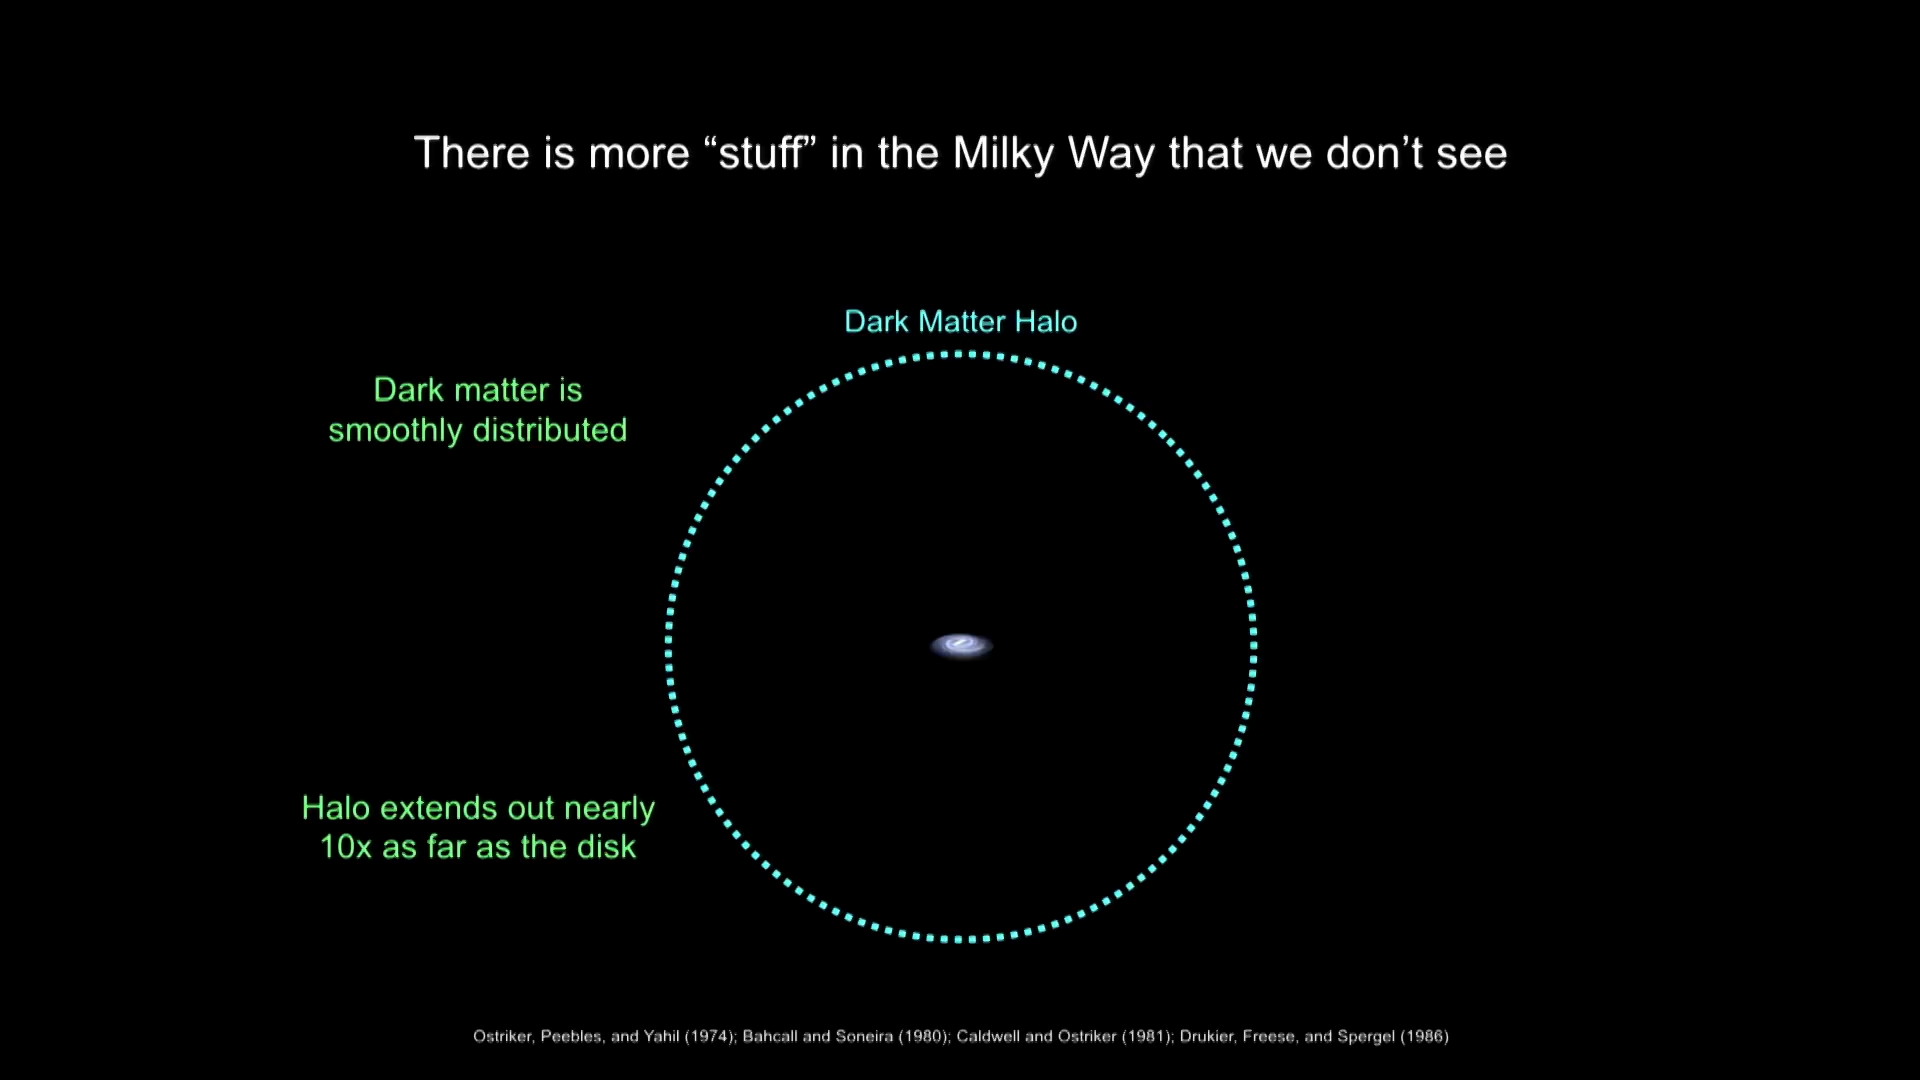 There is more “stuff” in the Milky Way that we don’t see
Dark Matter Halo
Dark matter is
smoothly distributed
Halo extends out nearly
10x as far as the disk
Ostriker, Peebles, and Yahil (1974); Bahcall and Soneira (1980); Caldwell and Ostriker (1981); Drukier, Freese, and Spergel (1986)